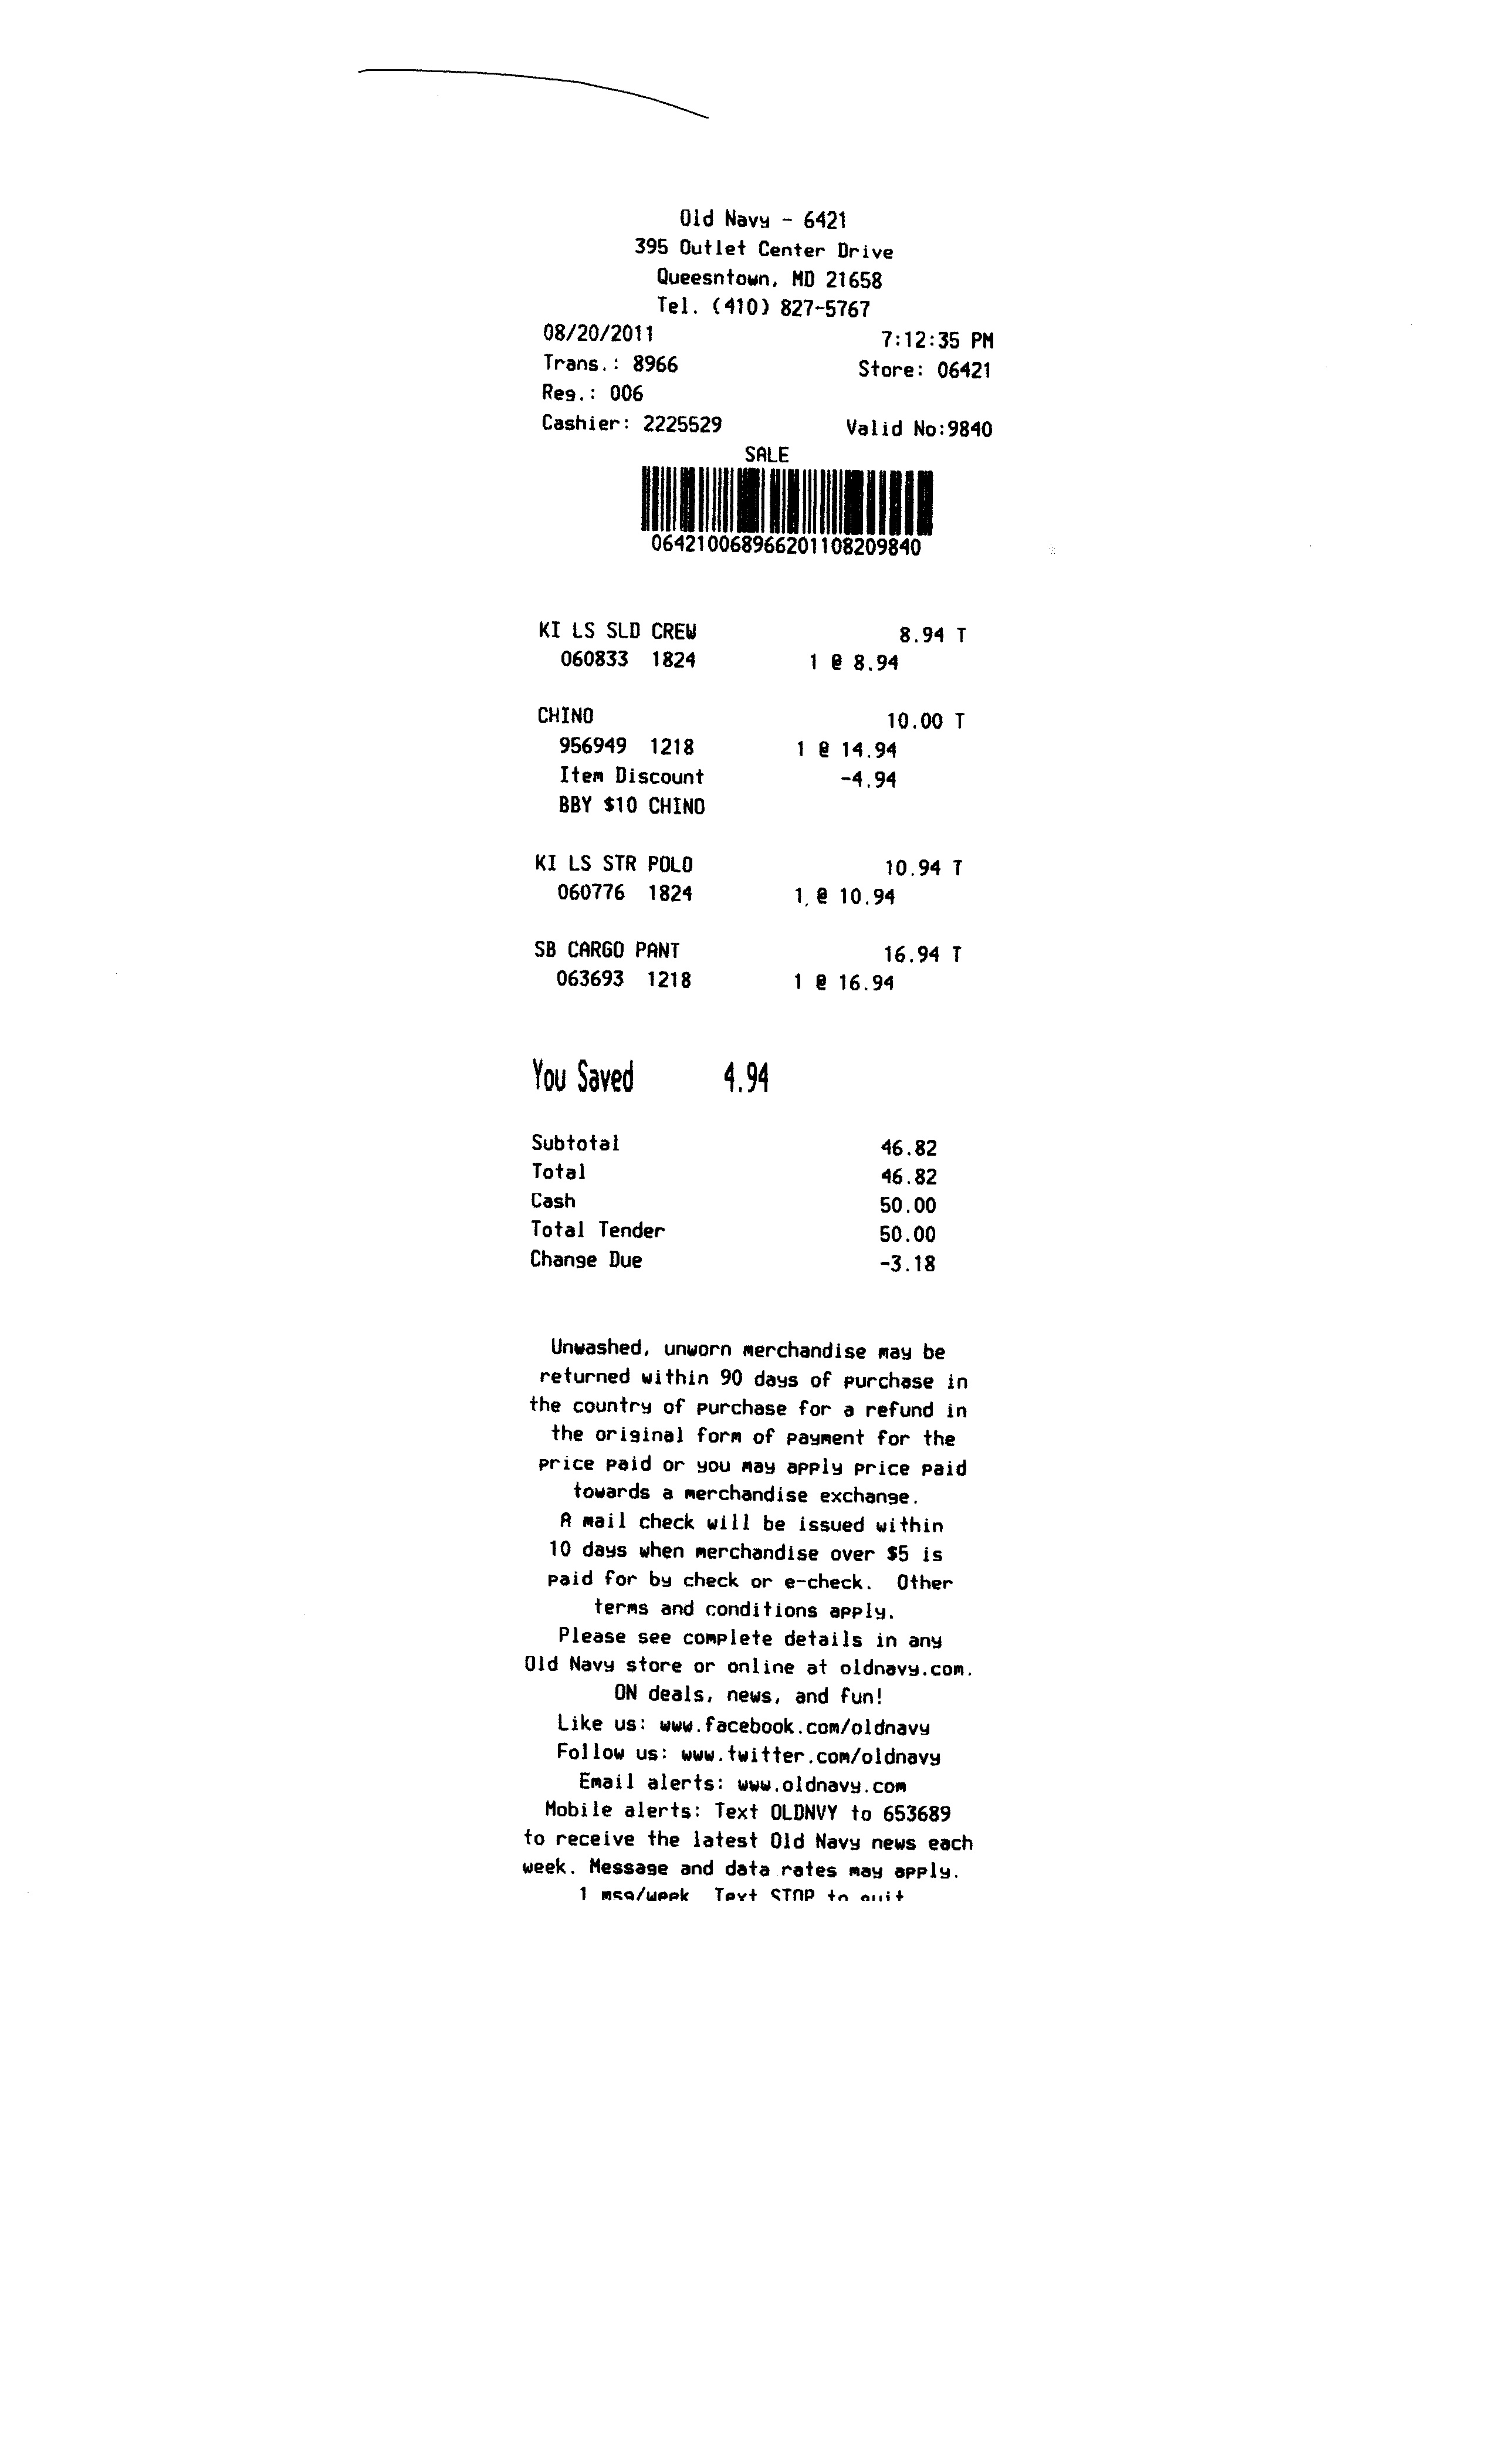 Old Navy - 6421
395 Outlet Center Drive
Queesntown, MD 21658
Tel. (410) 827-5767
08/20/2011 7:12:35 PM
Trans.: 8966 Store: 06421
Reg.: 006
Cashier: 2225529 Valid No:9840
SALE
064210068966201108209840
KI LS SLD CREW 8.94 T
060833 1824 1 @ 8.94
CHINO 10.00 T
956949 1218 1 @ 14.94
Item Discount -4.94
BBY $10 CHINO
KI LS STR POLO 10.94 T
060776 1824 1 @ 10.94
SB CARGO PANT 16.94 T
063693 1218 1 @ 16.94
You Saved 4.94
Subtotal 46.82
Total 46.82
Cash 50.00
Total Tender 50.00
Change Due -3.18
Unwashed, unworn merchandise may be
returned within 90 days of purchase in
the country of purchase for a refund in
the original form of payment for the
price paid or you may apply price paid
towards a merchandise exchange.
A mail check will be issued within
10 days when merchandise over $5 is
paid for by check or e-check. Other
terms and conditions apply.
Please see complete details in any
Old Navy store or online at oldnavy.com.
ON deals, news, and fun!
Like us: www.facebook.com/oldnavy
Follow us: www.twitter.com/oldnavy
Email alerts: www.oldnavy.com
Mobile alerts: Text OLDNVY to 653689
to receive the latest Old Navy news each
week. Message and data rates may apply.
1 msg/week Text STOP to quit